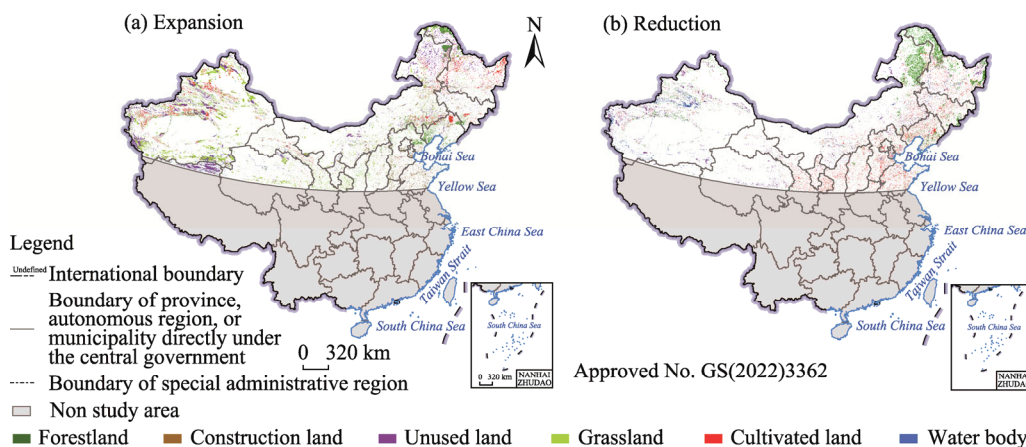 (a) Expansion
N
(b) Reduction
Bohai Sea
Yellow Sea
East China Sea
Taiwan Strait
South China Sea
Bohai Sea
Yellow Sea
East China Sea
Taiwan Strait
South China Sea
Legend
Undefined
International boundary
Boundary of province,
autonomous region, or
municipality directly under
the central government
Boundary of special administrative region
Non study area
0 320 km
South China Sea
0 320 km
NANHAI
ZHUDAO
Approved No. GS(2022)3362
South China Sea
NANHAI
ZHUDAO
Forestland
Construction land
Unused land
Grassland
Cultivated land
Water body